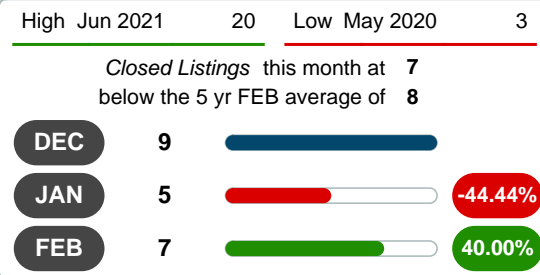 High Jun 2021 20 Low May 2020 3
Closed Listings this month at 7
below the 5 yr FEB average of 8
DEC 9
JAN 5 -44.44%
FEB 7 40.00%